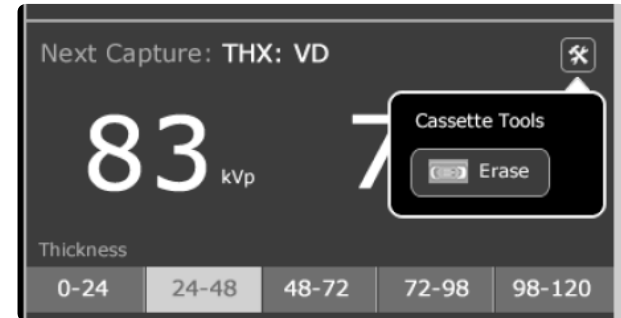 Next Capture: THX: VD
83 kVp 7
Cassette Tools
Erase
Thickness
0-24 24-48 48-72 72-98 98-120